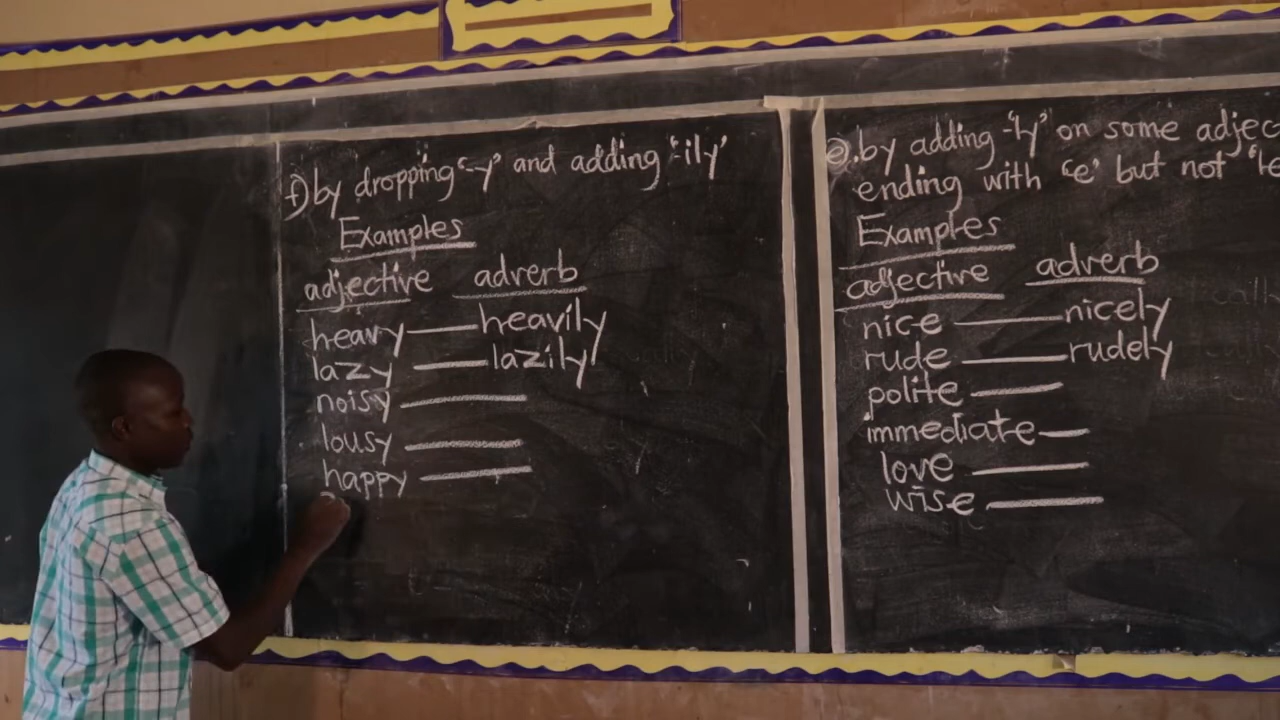 f) by dropping '-y' and adding '-ily'
Examples
adjective adverb
heavy — heavily
lazy — lazily
noisy —
lousy —
happy —
e). by adding '-ly' on some adjec
ending with 'e' but not 'le
Examples
adjective adverb
nice — nicely
rude — rudely
polite —
immediate —
love —
wise —